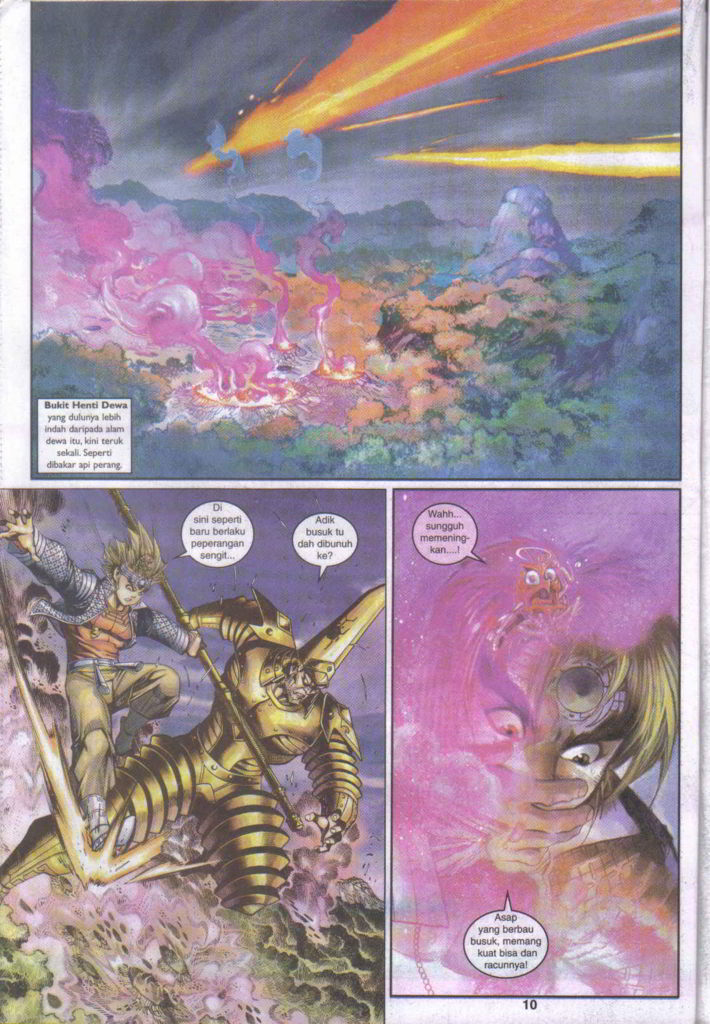 Bukit Henti Dewa
yang dulunya lebih
indah daripada alam
dewa itu, kini teruk
sekali. Seperti
dibakar api perang.
Di
sini seperti
baru berlaku
peperangan
sengit...
Adik
busuk tu
dah dibunuh
ke?
Wahh...
sungguh
memening-
kan....!
Asap
yang berbau
busuk, memang
kuat bisa dan
racunnya!
10